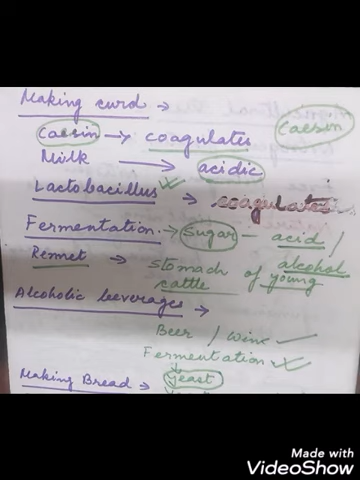 Making curd →
Caesin → coagulates
Caesin
Milk → acidic
Lactobacillus → coagulates
Fermentation → Sugar - acid /
alcohol
Rennet → stomach of young
cattle
Alcoholic beverages →
Beer / Wine
Fermentation
Making Bread → yeast
Made with
VideoShow